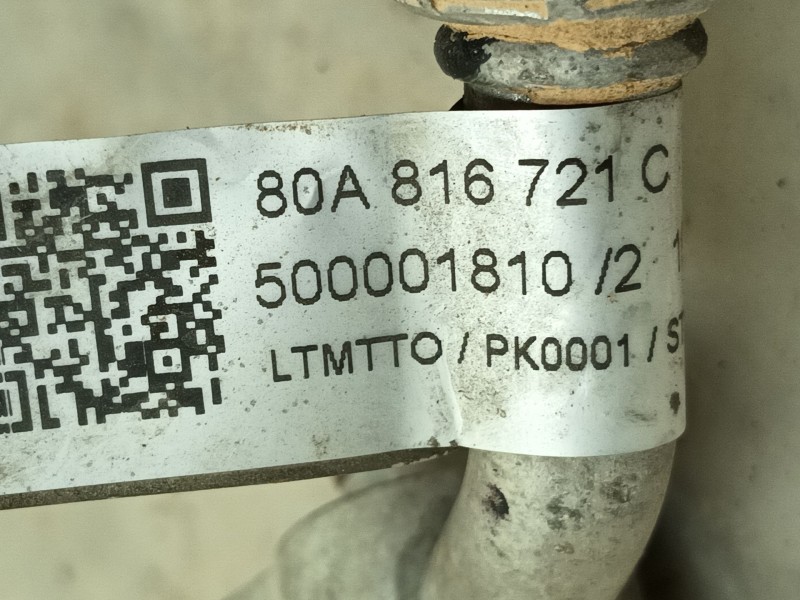 80A 816 721 C
500001810 /2
LTMTTO / PK0001 /